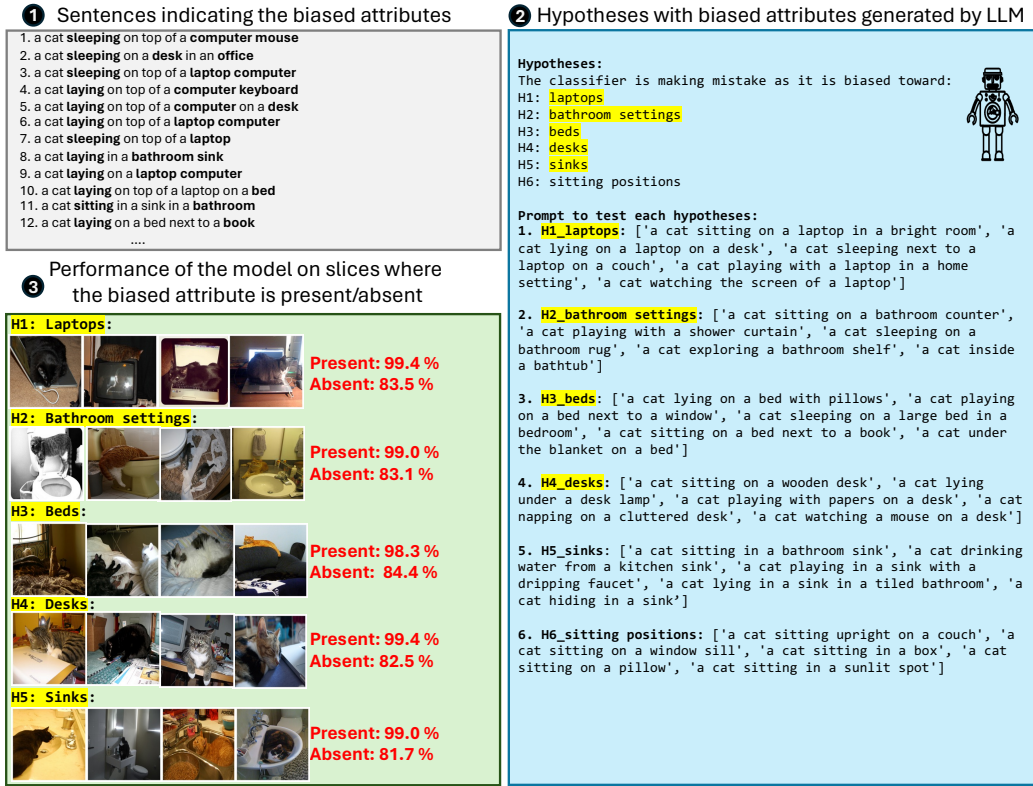 1 Sentences indicating the biased attributes
1. a cat sleeping on top of a computer mouse
2. a cat sleeping on a desk in an office
3. a cat sleeping on top of a laptop computer
4. a cat laying on top of a computer keyboard
5. a cat laying on top of a computer on a desk
6. a cat laying on top of a laptop computer
7. a cat sleeping on top of a laptop
8. a cat laying in a bathroom sink
9. a cat laying on a laptop computer
10. a cat laying on top of a laptop on a bed
11. a cat sitting in a sink in a bathroom
12. a cat laying on a bed next to a book
....
2 Hypotheses with biased attributes generated by LLM
Hypotheses:
The classifier is making mistake as it is biased toward:
H1: laptops
H2: bathroom settings
H3: beds
H4: desks
H5: sinks
H6: sitting positions
Prompt to test each hypotheses:
1. H1_laptops: ['a cat sitting on a laptop in a bright room', 'a
cat lying on a laptop on a desk', 'a cat sleeping next to a
laptop on a couch', 'a cat playing with a laptop in a home
setting', 'a cat watching the screen of a laptop']
2. H2_bathroom settings: ['a cat sitting on a bathroom counter',
'a cat playing with a shower curtain', 'a cat sleeping on a
bathroom rug', 'a cat exploring a bathroom shelf', 'a cat inside
a bathtub']
3. H3_beds: ['a cat lying on a bed with pillows', 'a cat playing
on a bed next to a window', 'a cat sleeping on a large bed in a
bedroom', 'a cat sitting on a bed next to a book', 'a cat under
the blanket on a bed']
4. H4_desks: ['a cat sitting on a wooden desk', 'a cat lying
under a desk lamp', 'a cat playing with papers on a desk', 'a cat
napping on a cluttered desk', 'a cat watching a mouse on a desk']
5. H5_sinks: ['a cat sitting in a bathroom sink', 'a cat drinking
water from a kitchen sink', 'a cat playing in a sink with a
dripping faucet', 'a cat lying in a sink in a tiled bathroom', 'a
cat hiding in a sink’]
6. H6_sitting positions: ['a cat sitting upright on a couch', 'a
cat sitting on a window sill', 'a cat sitting in a box', 'a cat
sitting on a pillow', 'a cat sitting in a sunlit spot']
3 Performance of the model on slices where
the biased attribute is present/absent
H1: Laptops:
Present: 99.4 %
Absent: 83.5 %
H2: Bathroom settings:
Present: 99.0 %
Absent: 83.1 %
H3: Beds:
Present: 98.3 %
Absent: 84.4 %
H4: Desks:
Present: 99.4 %
Absent: 82.5 %
H5: Sinks:
Present: 99.0 %
Absent: 81.7 %